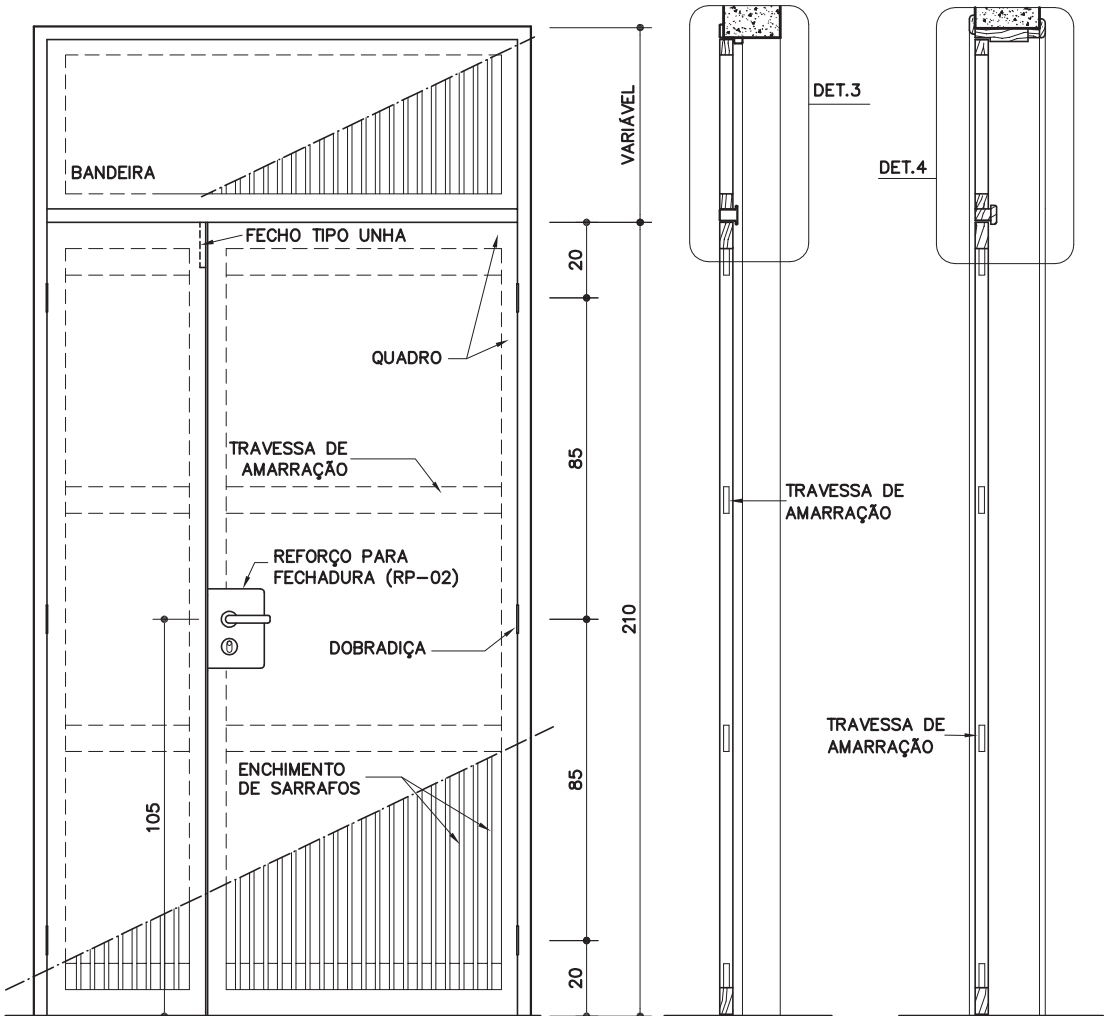 DET.3
VARIÁVEL
DET.4
BANDEIRA
FECHO TIPO UNHA
20
QUADRO
TRAVESSA DE
AMARRAÇÃO
85
TRAVESSA DE
AMARRAÇÃO
REFORÇO PARA
FECHADURA (RP-02)
210
DOBRADIÇA
TRAVESSA DE
AMARRAÇÃO
ENCHIMENTO
DE SARRAFOS
85
105
20